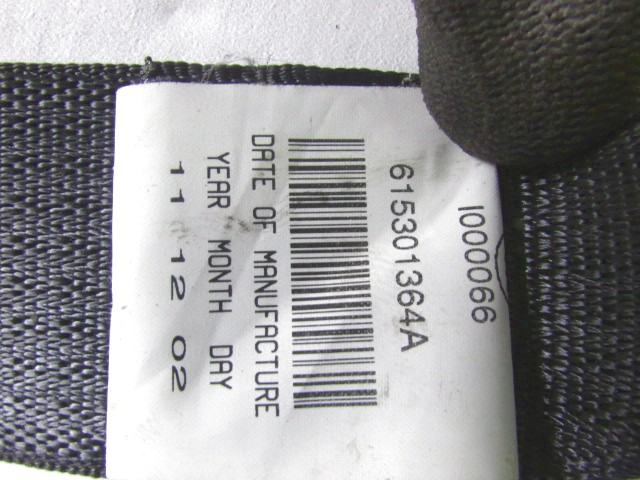 I000066
615301364A
DATE OF MANUFACTURE
YEAR MONTH DAY
11 12 02